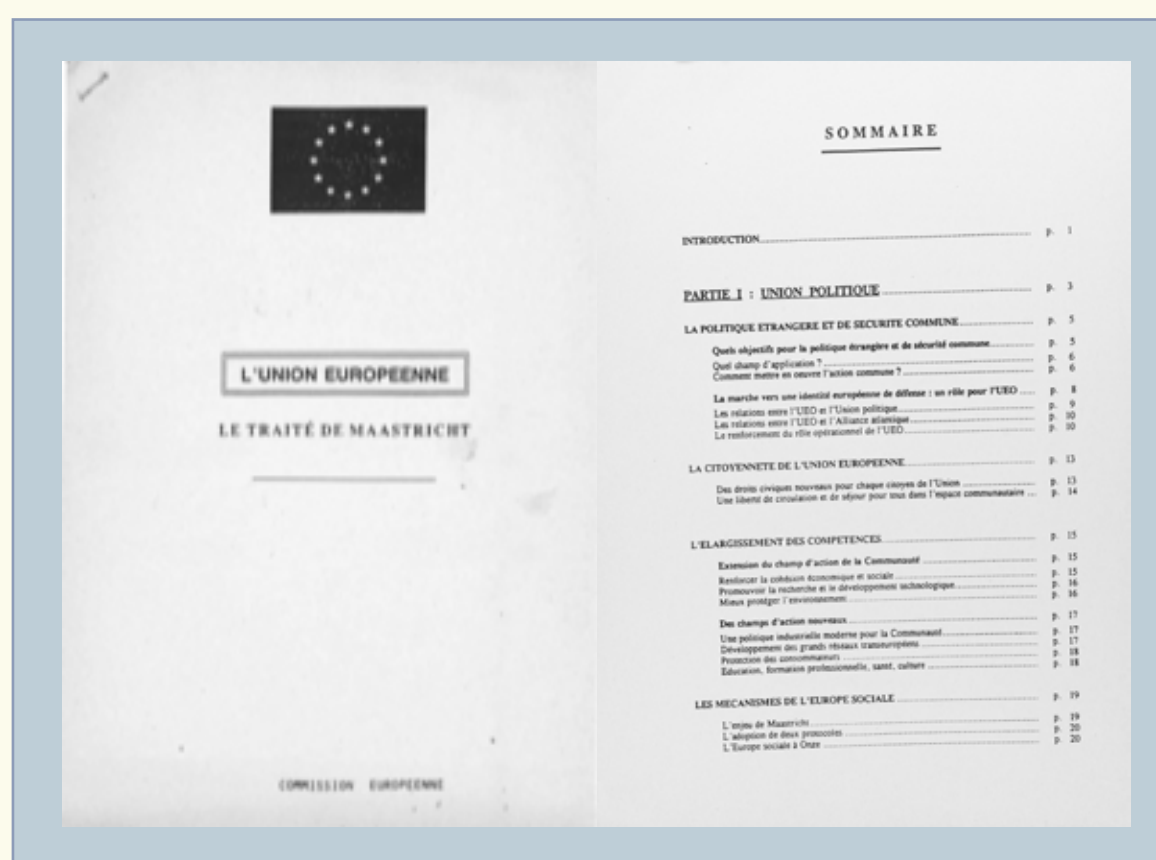 L'UNION EUROPEENNE
LE TRAITÉ DE MAASTRICHT
COMMISSION EUROPEENNE
SOMMAIRE
INTRODUCTION p. 1
PARTIE I : UNION POLITIQUE p. 3
LA POLITIQUE ETRANGERE ET DE SECURITE COMMUNE p. 5
Quels objectifs pour la politique étrangère et de sécurité commune p. 5
Quel champ d'application ? p. 6
Comment mettre en oeuvre l'action commune ? p. 6
La marche vers une identité européenne de défense : un rôle pour l'UEO p. 8
Les relations entre l'UEO et l'Union politique p. 9
Les relations entre l'UEO et l'Alliance atlantique p. 10
Le renforcement du rôle opérationnel de l'UEO p. 10
LA CITOYENNETE DE L'UNION EUROPEENNE p. 13
Des droits civiques nouveaux pour chaque citoyen de l'Union p. 13
Une liberté de circulation et de séjour pour tous dans l'espace communautaire ... p. 14
L'ELARGISSEMENT DES COMPETENCES p. 15
Extension du champ d'action de la Communauté p. 15
Renforcer la cohésion économique et sociale p. 15
Promouvoir la recherche et le développement technologique p. 16
Mieux protéger l'environnement p. 16
Des champs d'action nouveaux p. 17
Une politique industrielle moderne pour la Communauté p. 17
Développement des grands réseaux transeuropéens p. 17
Protection des consommateurs p. 18
Education, formation professionnelle, santé, culture p. 18
LES MECANISMES DE L'EUROPE SOCIALE p. 19
L'enjeu de Maastricht p. 19
L'adoption de deux protocoles p. 20
L'Europe sociale à Onze p. 20